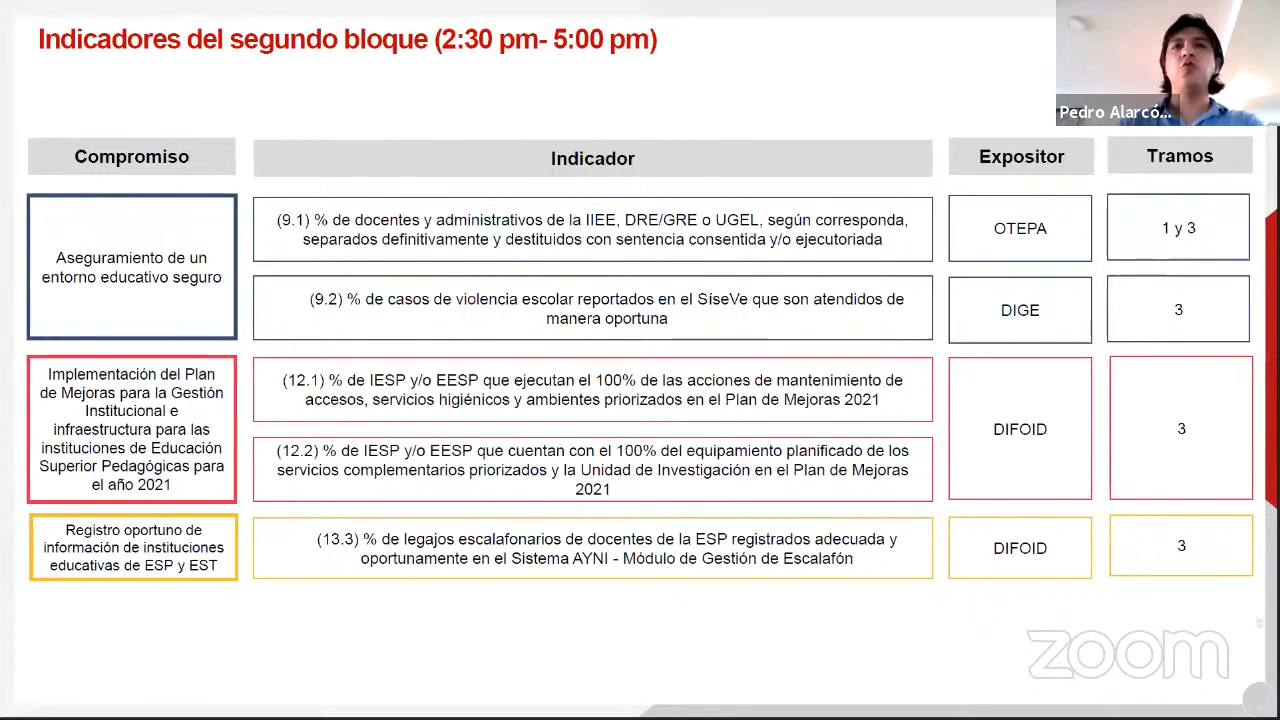 Indicadores del segundo bloque (2:30 pm- 5:00 pm)
Pedro Alarcó...
Compromiso
Indicador
Expositor
Tramos
Aseguramiento de un
entorno educativo seguro
(9.1) % de docentes y administrativos de la IIEE, DRE/GRE o UGEL, según corresponda,
separados definitivamente y destituidos con sentencia consentida y/o ejecutoriada
OTEPA
1 y 3
(9.2) % de casos de violencia escolar reportados en el SíseVe que son atendidos de
manera oportuna
DIGE
3
Implementación del Plan
de Mejoras para la Gestión
Institucional e
infraestructura para las
instituciones de Educación
Superior Pedagógicas para
el año 2021
(12.1) % de IESP y/o EESP que ejecutan el 100% de las acciones de mantenimiento de
accesos, servicios higiénicos y ambientes priorizados en el Plan de Mejoras 2021
(12.2) % de IESP y/o EESP que cuentan con el 100% del equipamiento planificado de los
servicios complementarios priorizados y la Unidad de Investigación en el Plan de Mejoras
2021
DIFOID
3
Registro oportuno de
información de instituciones
educativas de ESP y EST
(13.3) % de legajos escalafonarios de docentes de la ESP registrados adecuada y
oportunamente en el Sistema AYNI - Módulo de Gestión de Escalafón
DIFOID
3
zoom